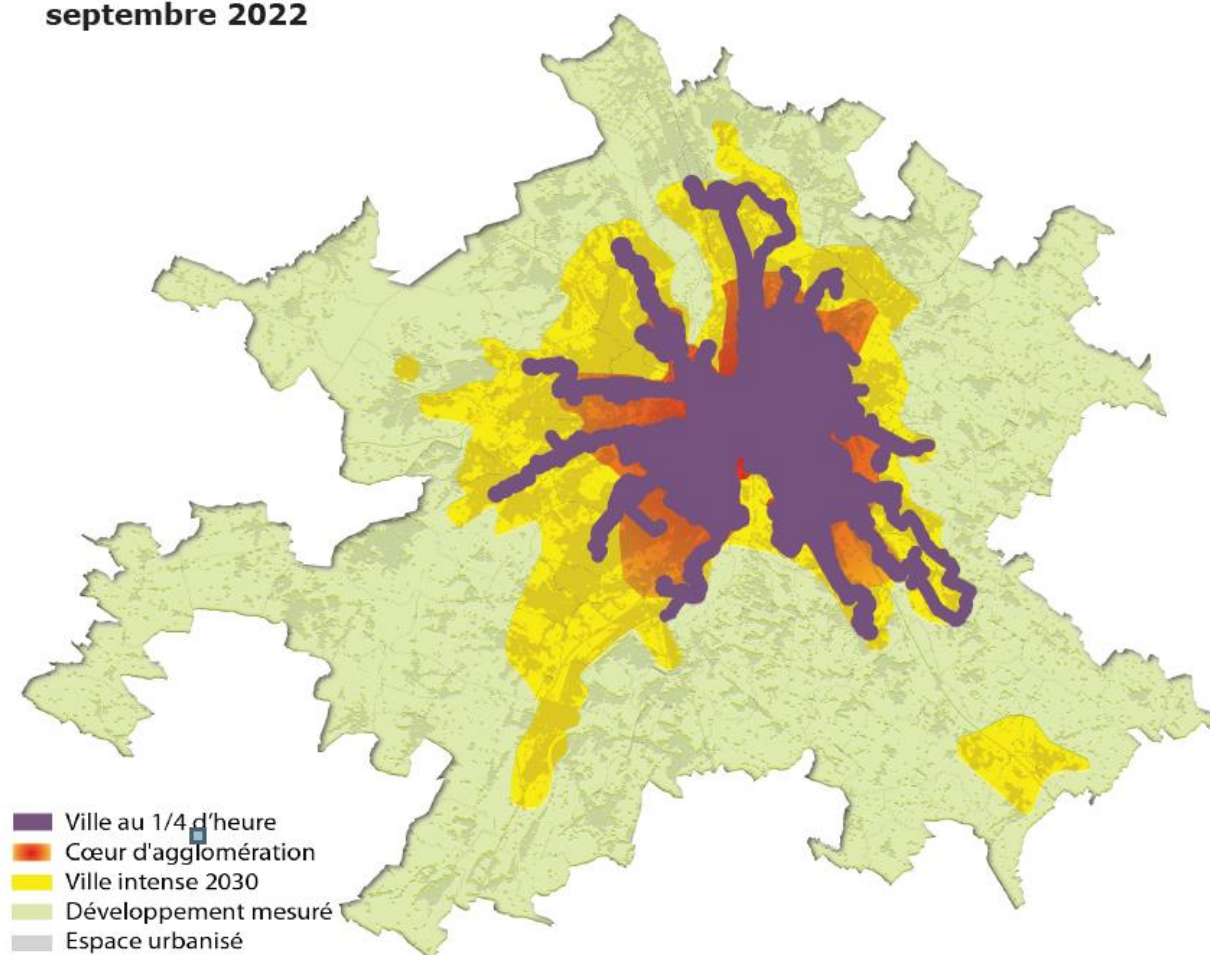 septembre 2022
Ville au 1/4 d'heure
Cœur d'agglomération
Ville intense 2030
Développement mesuré
Espace urbanisé